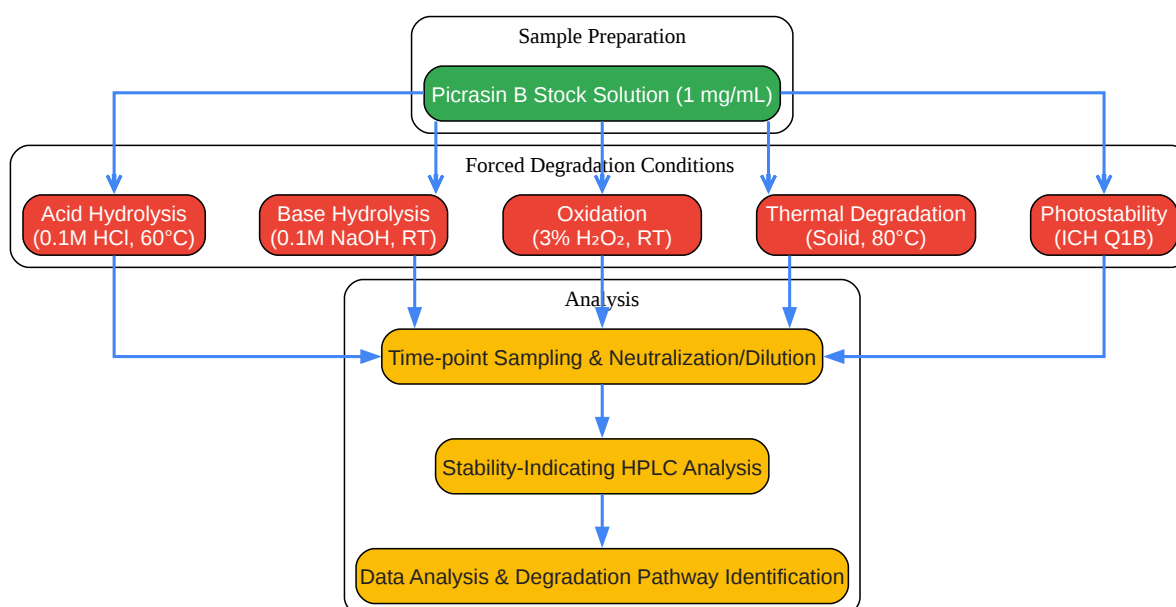 Sample Preparation
Picrasin B Stock Solution (1 mg/mL)
Forced Degradation Conditions
Acid Hydrolysis
(0.1M HCl, 60°C)
Base Hydrolysis
(0.1M NaOH, RT)
Oxidation
(3% H₂O₂, RT)
Thermal Degradation
(Solid, 80°C)
Photostability
(ICH Q1B)
Analysis
Time-point Sampling & Neutralization/Dilution
Stability-Indicating HPLC Analysis
Data Analysis & Degradation Pathway Identification